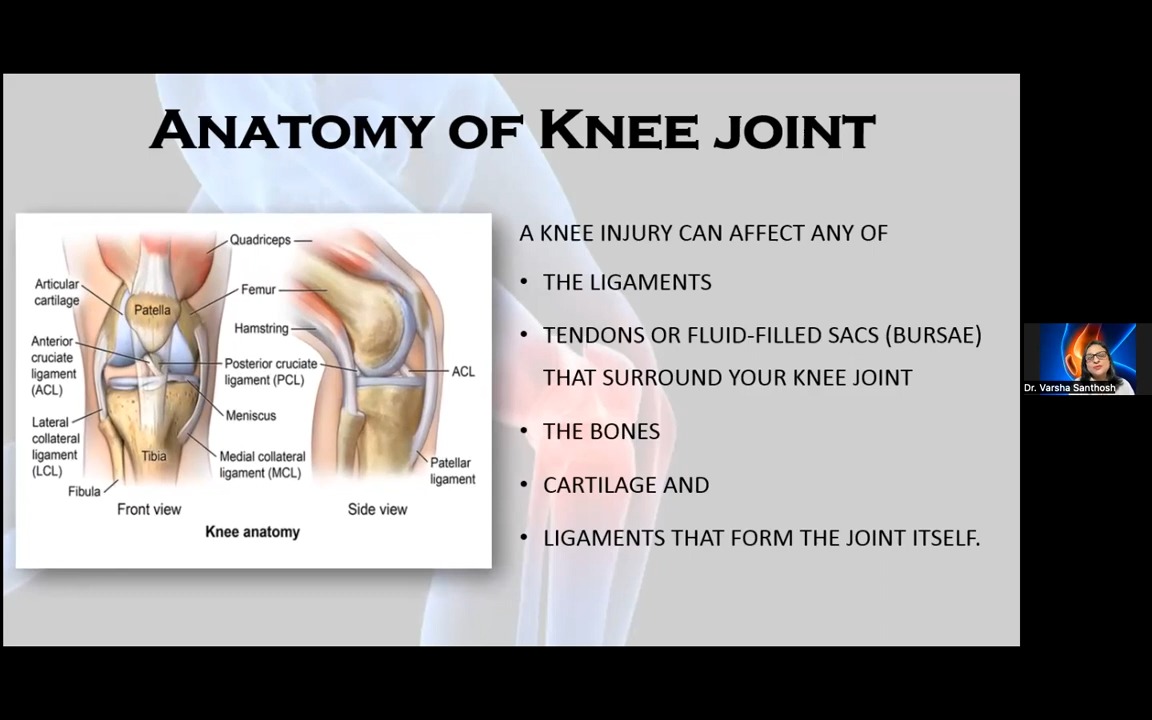 ANATOMY OF KNEE JOINT
Quadriceps
Articular
cartilage
Femur
Patella
Hamstring
Anterior
cruciate
ligament
(ACL)
Posterior cruciate
ligament (PCL)
ACL
Meniscus
Lateral
collateral
ligament
(LCL)
Tibia
Medial collateral
ligament (MCL)
Patellar
ligament
Fibula
Front view
Side view
Knee anatomy
A KNEE INJURY CAN AFFECT ANY OF
• THE LIGAMENTS
• TENDONS OR FLUID-FILLED SACS (BURSAE)
THAT SURROUND YOUR KNEE JOINT
• THE BONES
• CARTILAGE AND
• LIGAMENTS THAT FORM THE JOINT ITSELF.
Dr. Varsha Santhosh